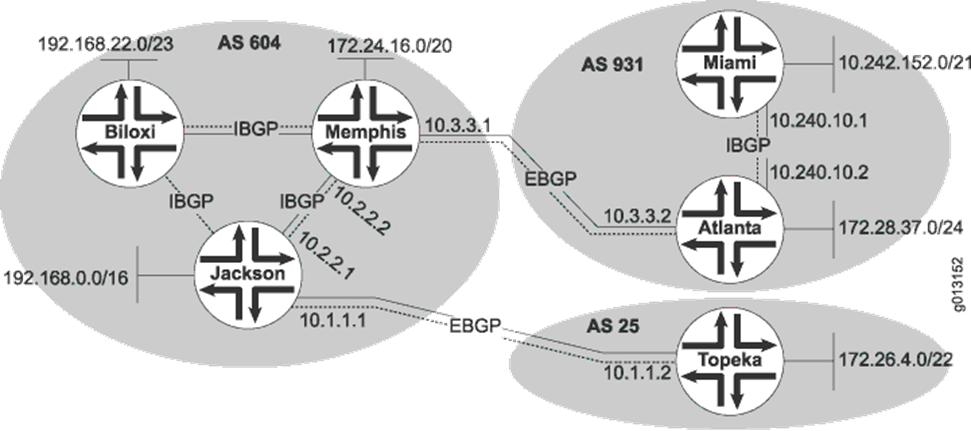 192.168.22.0/23
AS 604
172.24.16.0/20
Biloxi
IBGP
Memphis
IBGP
IBGP
10.2.2.2
10.2.2.1
192.168.0.0/16
Jackson
10.1.1.1
10.3.3.1
EBGP
10.3.3.2
AS 931
Miami
10.242.152.0/21
10.240.10.1
IBGP
10.240.10.2
Atlanta
172.28.37.0/24
EBGP
AS 25
10.1.1.2
Topeka
172.26.4.0/22
g013152